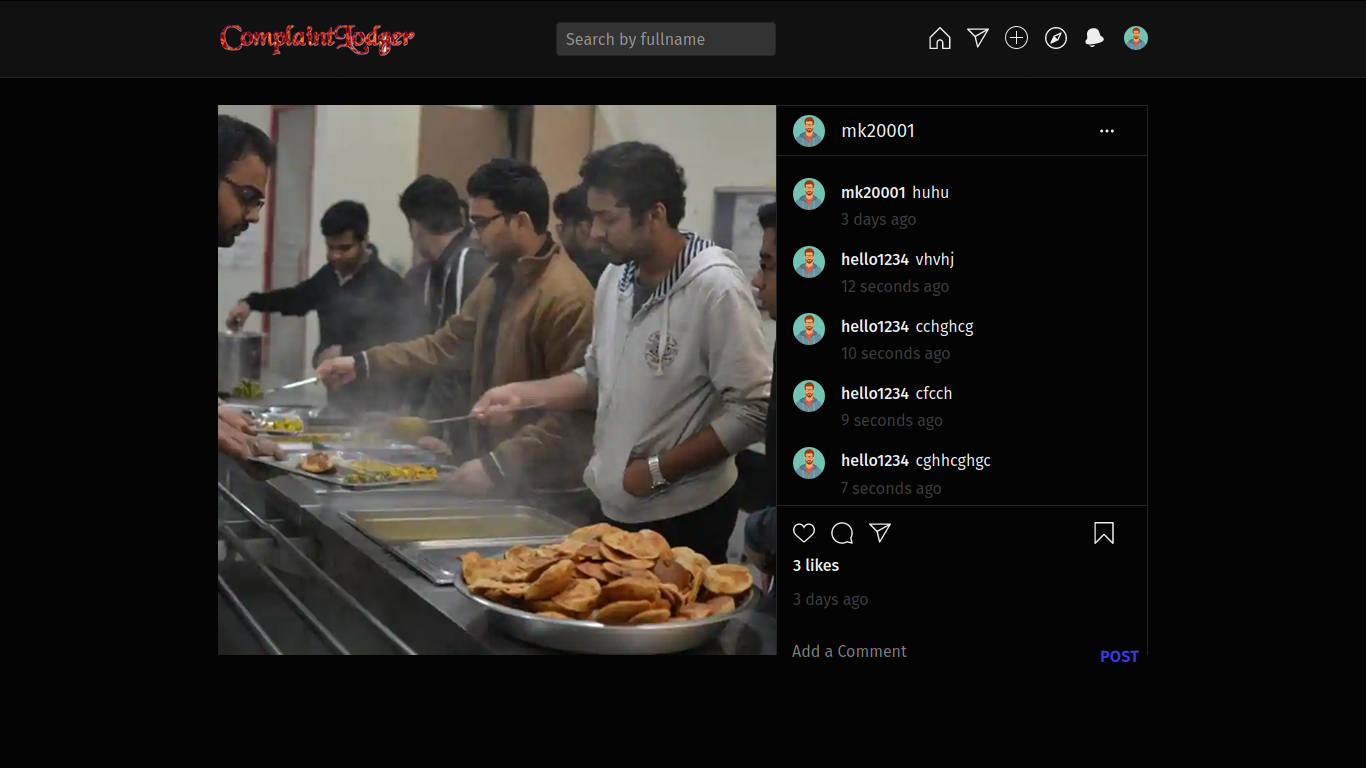 ComplaintLodger
Search by fullname
mk20001
mk20001 huhu
3 days ago
hello1234 vhvhj
12 seconds ago
hello1234 cchghcg
10 seconds ago
hello1234 cfcch
9 seconds ago
hello1234 cghhcghgc
7 seconds ago
3 likes
3 days ago
Add a Comment
POST